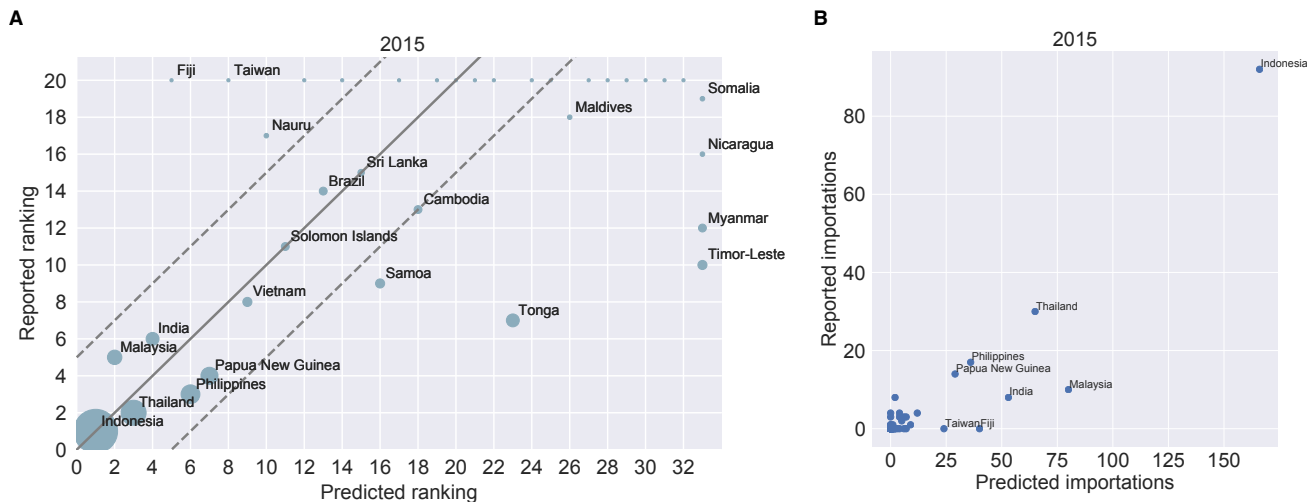 A
2015
Reported ranking
20
18
16
14
12
10
8
6
4
2
0
Fiji
Taiwan
Somalia
Maldives
Nauru
Nicaragua
Sri Lanka
Brazil
Cambodia
Myanmar
Solomon Islands
Timor-Leste
Samoa
Vietnam
Tonga
India
Malaysia
Papua New Guinea
Philippines
Thailand
Indonesia
0 2 4 6 8 10 12 14 16 18 20 22 24 26 28 30 32
Predicted ranking
B
2015
Reported importations
80
60
40
20
0
Indonesia
Thailand
Philippines
Papua New Guinea
Malaysia
India
Taiwan
Fiji
0 25 50 75 100 125 150
Predicted importations